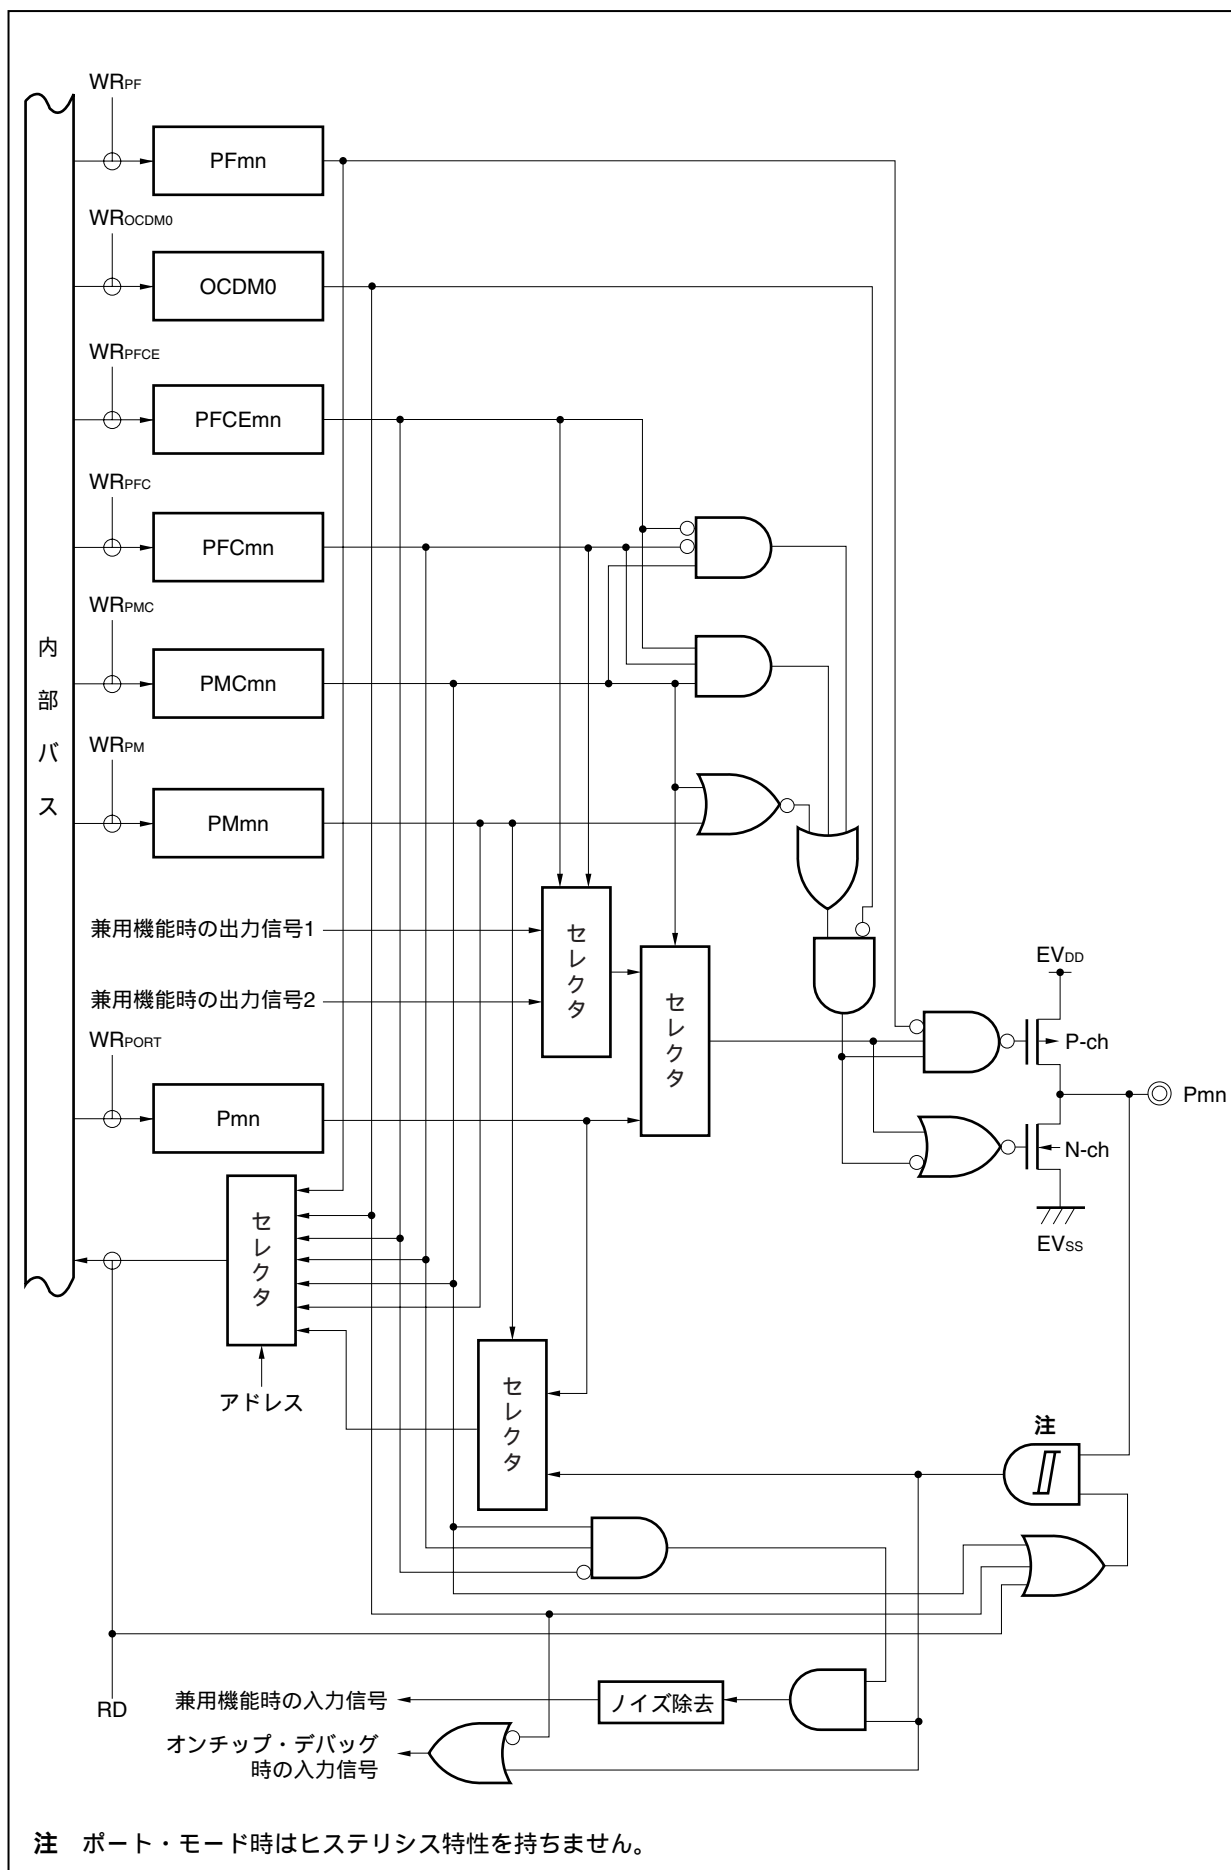 WRPF
PFmn
WROCDM0
OCDM0
WRPFCE
PFCEmn
WRPFC
PFCmn
WRPMC
PMCmn
内部バス
WRPM
PMmn
兼用機能時の出力信号1
セレクタ
兼用機能時の出力信号2
セレクタ
EVDD
WRPORT
P-ch
Pmn
Pmn
N-ch
セレクタ
EVSS
アドレス
セレクタ
注
RD
兼用機能時の入力信号
ノイズ除去
オンチップ・デバッグ
時の入力信号
注 ポート・モード時はヒステリシス特性を持ちません。